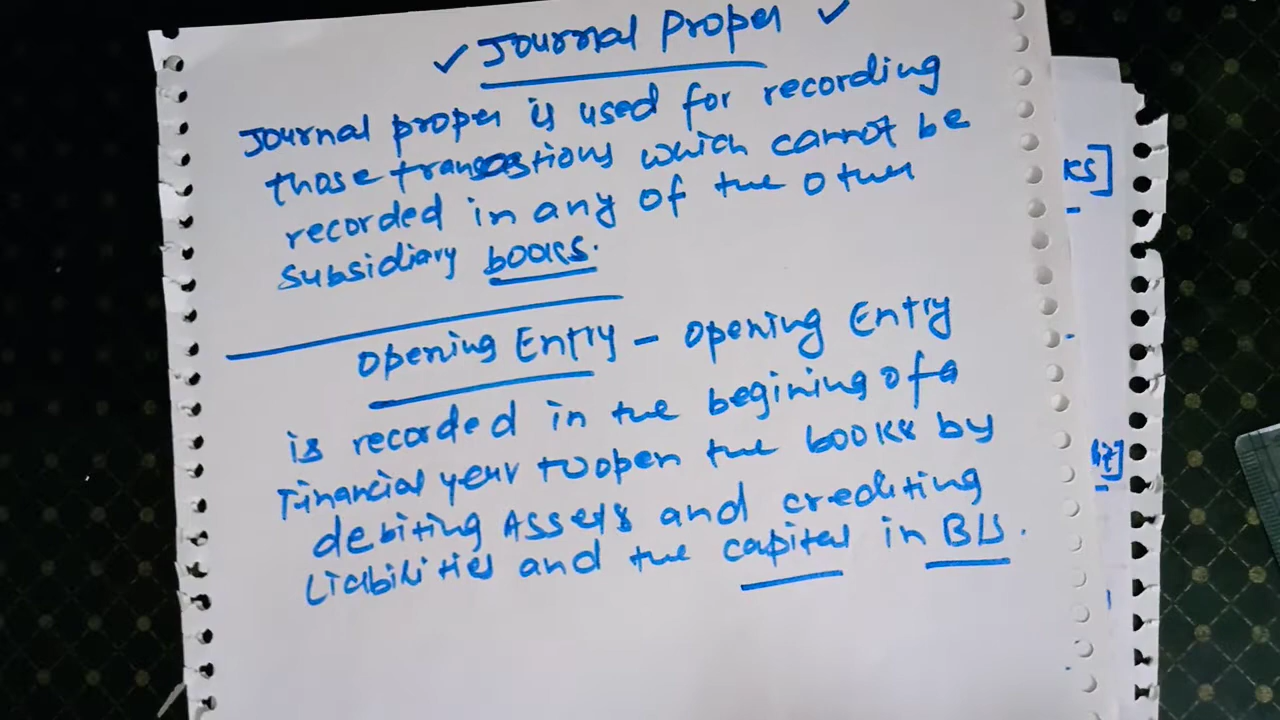 ✓ Journal Proper ✓
Journal proper is used for recording
those transactions which cannot be
recorded in any of the other
subsidiary books.
Opening Entry - Opening Entry
is recorded in the begining of a
Financial year to open the books by
debiting Assets and crediting
Liabilities and the capital in B/S.
KS]